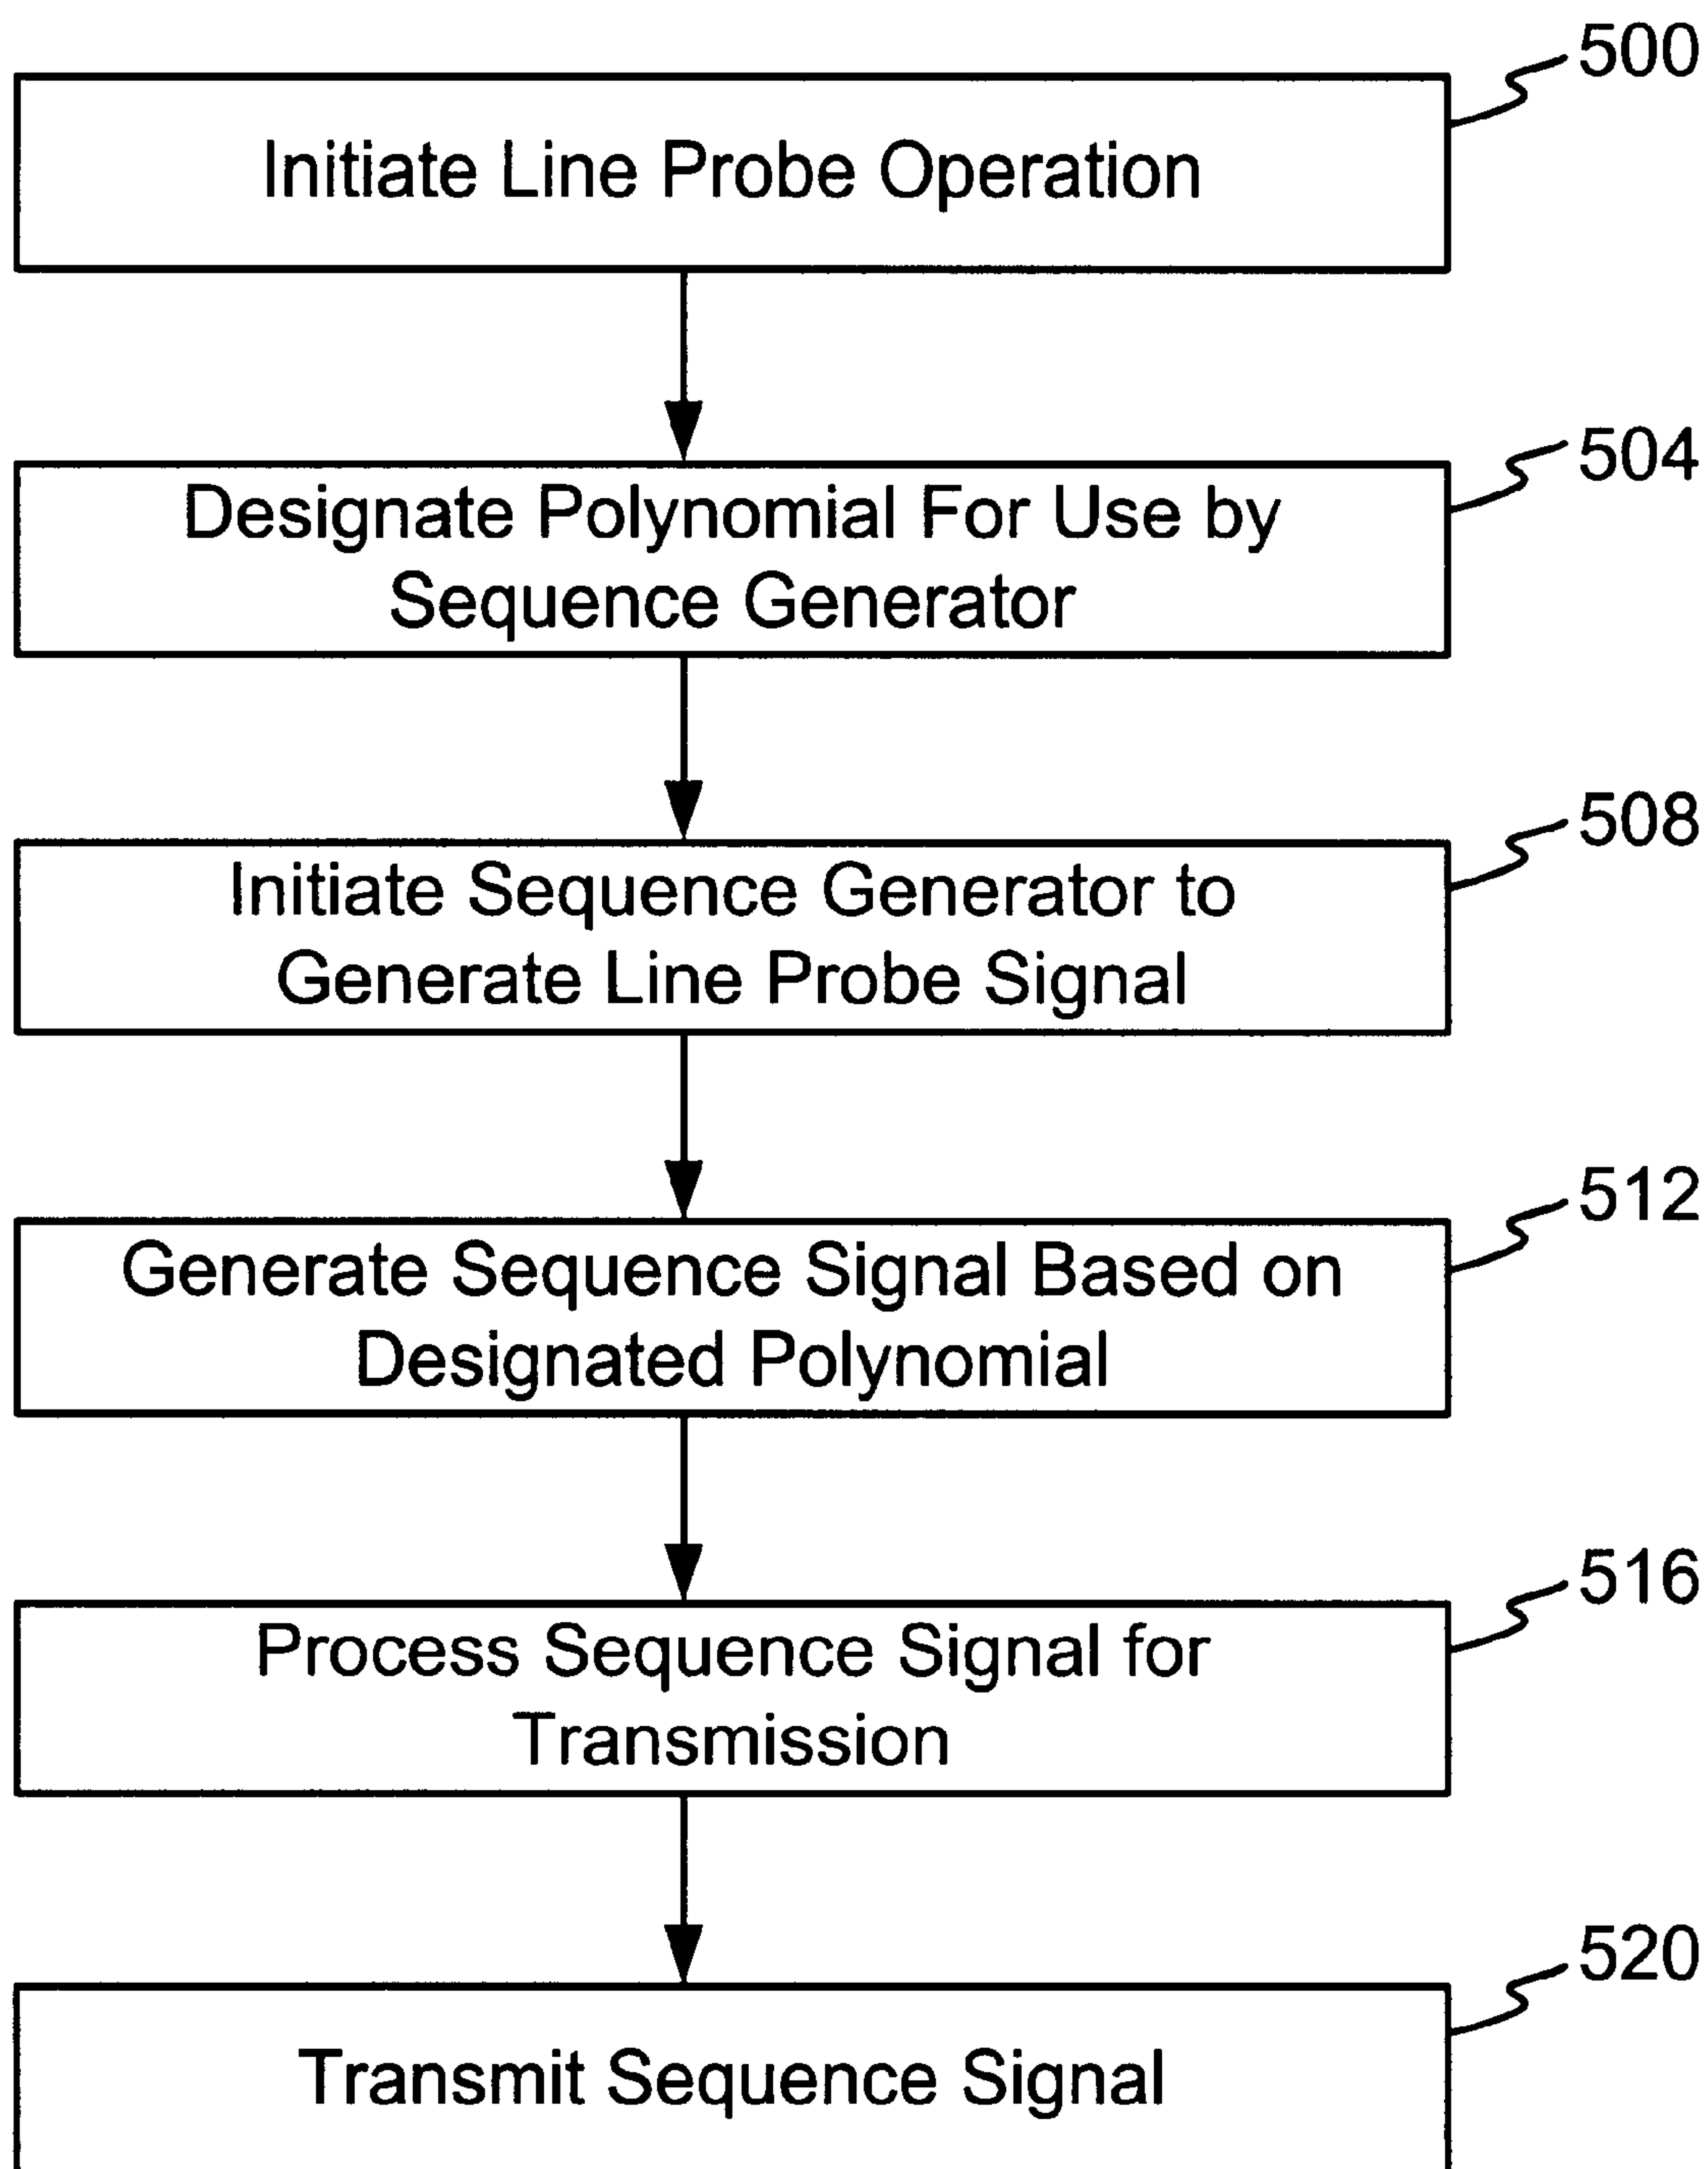 500
Initiate Line Probe Operation
504
Designate Polynomial For Use by
Sequence Generator
508
Initiate Sequence Generator to
Generate Line Probe Signal
512
Generate Sequence Signal Based on
Designated Polynomial
516
Process Sequence Signal for
Transmission
520
Transmit Sequence Signal